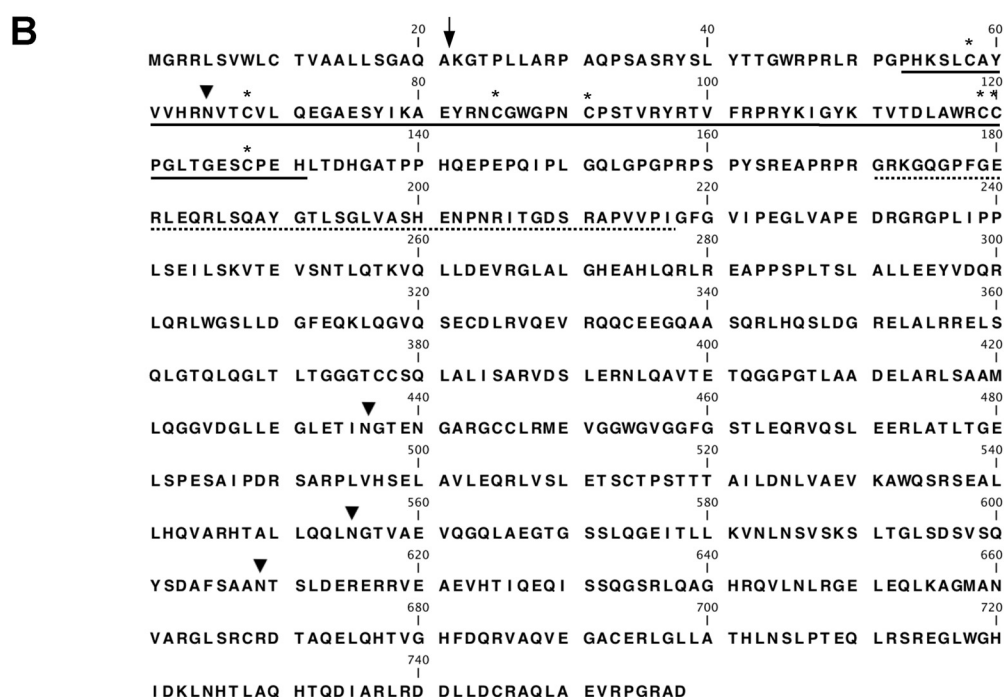 B
20 40 60
MGRRLSVWLC TVAALLSGAQ AKGTPLLARP AQPSASRYSL YTTGWRPRLR PGPHKSLCAY
80 100 120
VVHRNVTCVL QEGAESYIKA EYRNCGWGPN CPSTVRYRTV FRPRYKIGYK TVTDLAWRCC
140 160 180
PGLTGESCPE HLTDHGATPP HQEPEPQIPL GQLGPGPRPS PYSREAPRPR GRKGQGPFGE
200 220 240
RLEQRLSQAY GTLSGLVASH ENPNRITGDS RAPVVPIGFG VIPEGLVAPE DRGRGPLIPP
260 280 300
LSEILSKVTE VSNTLQTKVQ LLDEVRGLAL GHEAHLQRLR EAPPSPLTSL ALLEEYVDQR
320 340 360
LQRLWGSLLD GFEQKLQGVQ SECDLRVQEV RQQCEEGQAA SQRLHQSLDG RELALRRELS
380 400 420
QLGTQLQGLT LTGGGTCCSQ LALISARVDS LERNLQAVTE TQGGPGTLAA DELARLSAAM
440 460 480
LQGGVDGLLE GLETINGTEN GARGCCLRME VGGWGVGGFG STLEQRVQSL EERLATLTGE
500 520 540
LSPESAIPDR SARPLVHSEL AVLEQRLVSL ETSCTPSTTT AILDNLVAEV KAWQSRSEAL
560 580 600
LHQVARHTAL LQQLNGTVAE VQGQLAEGTG SSLQGEITLL KVNLNSVSKS LTGLSDSVSQ
620 640 660
YSDAFSAANT SLDERERRVE AEVHTIQEQI SSQGSRLQAG HRQVLNLRGE LEQLKAGMAN
680 700 720
VARGLSRCRD TAQELQHTVG HFDQRVAQVE GACERLGLLA THLNSLPTEQ LRSREGLWGH
740
IDKLNHTLAQ HTQDIARLRD DLLDCRAQLA EVRPGRAD